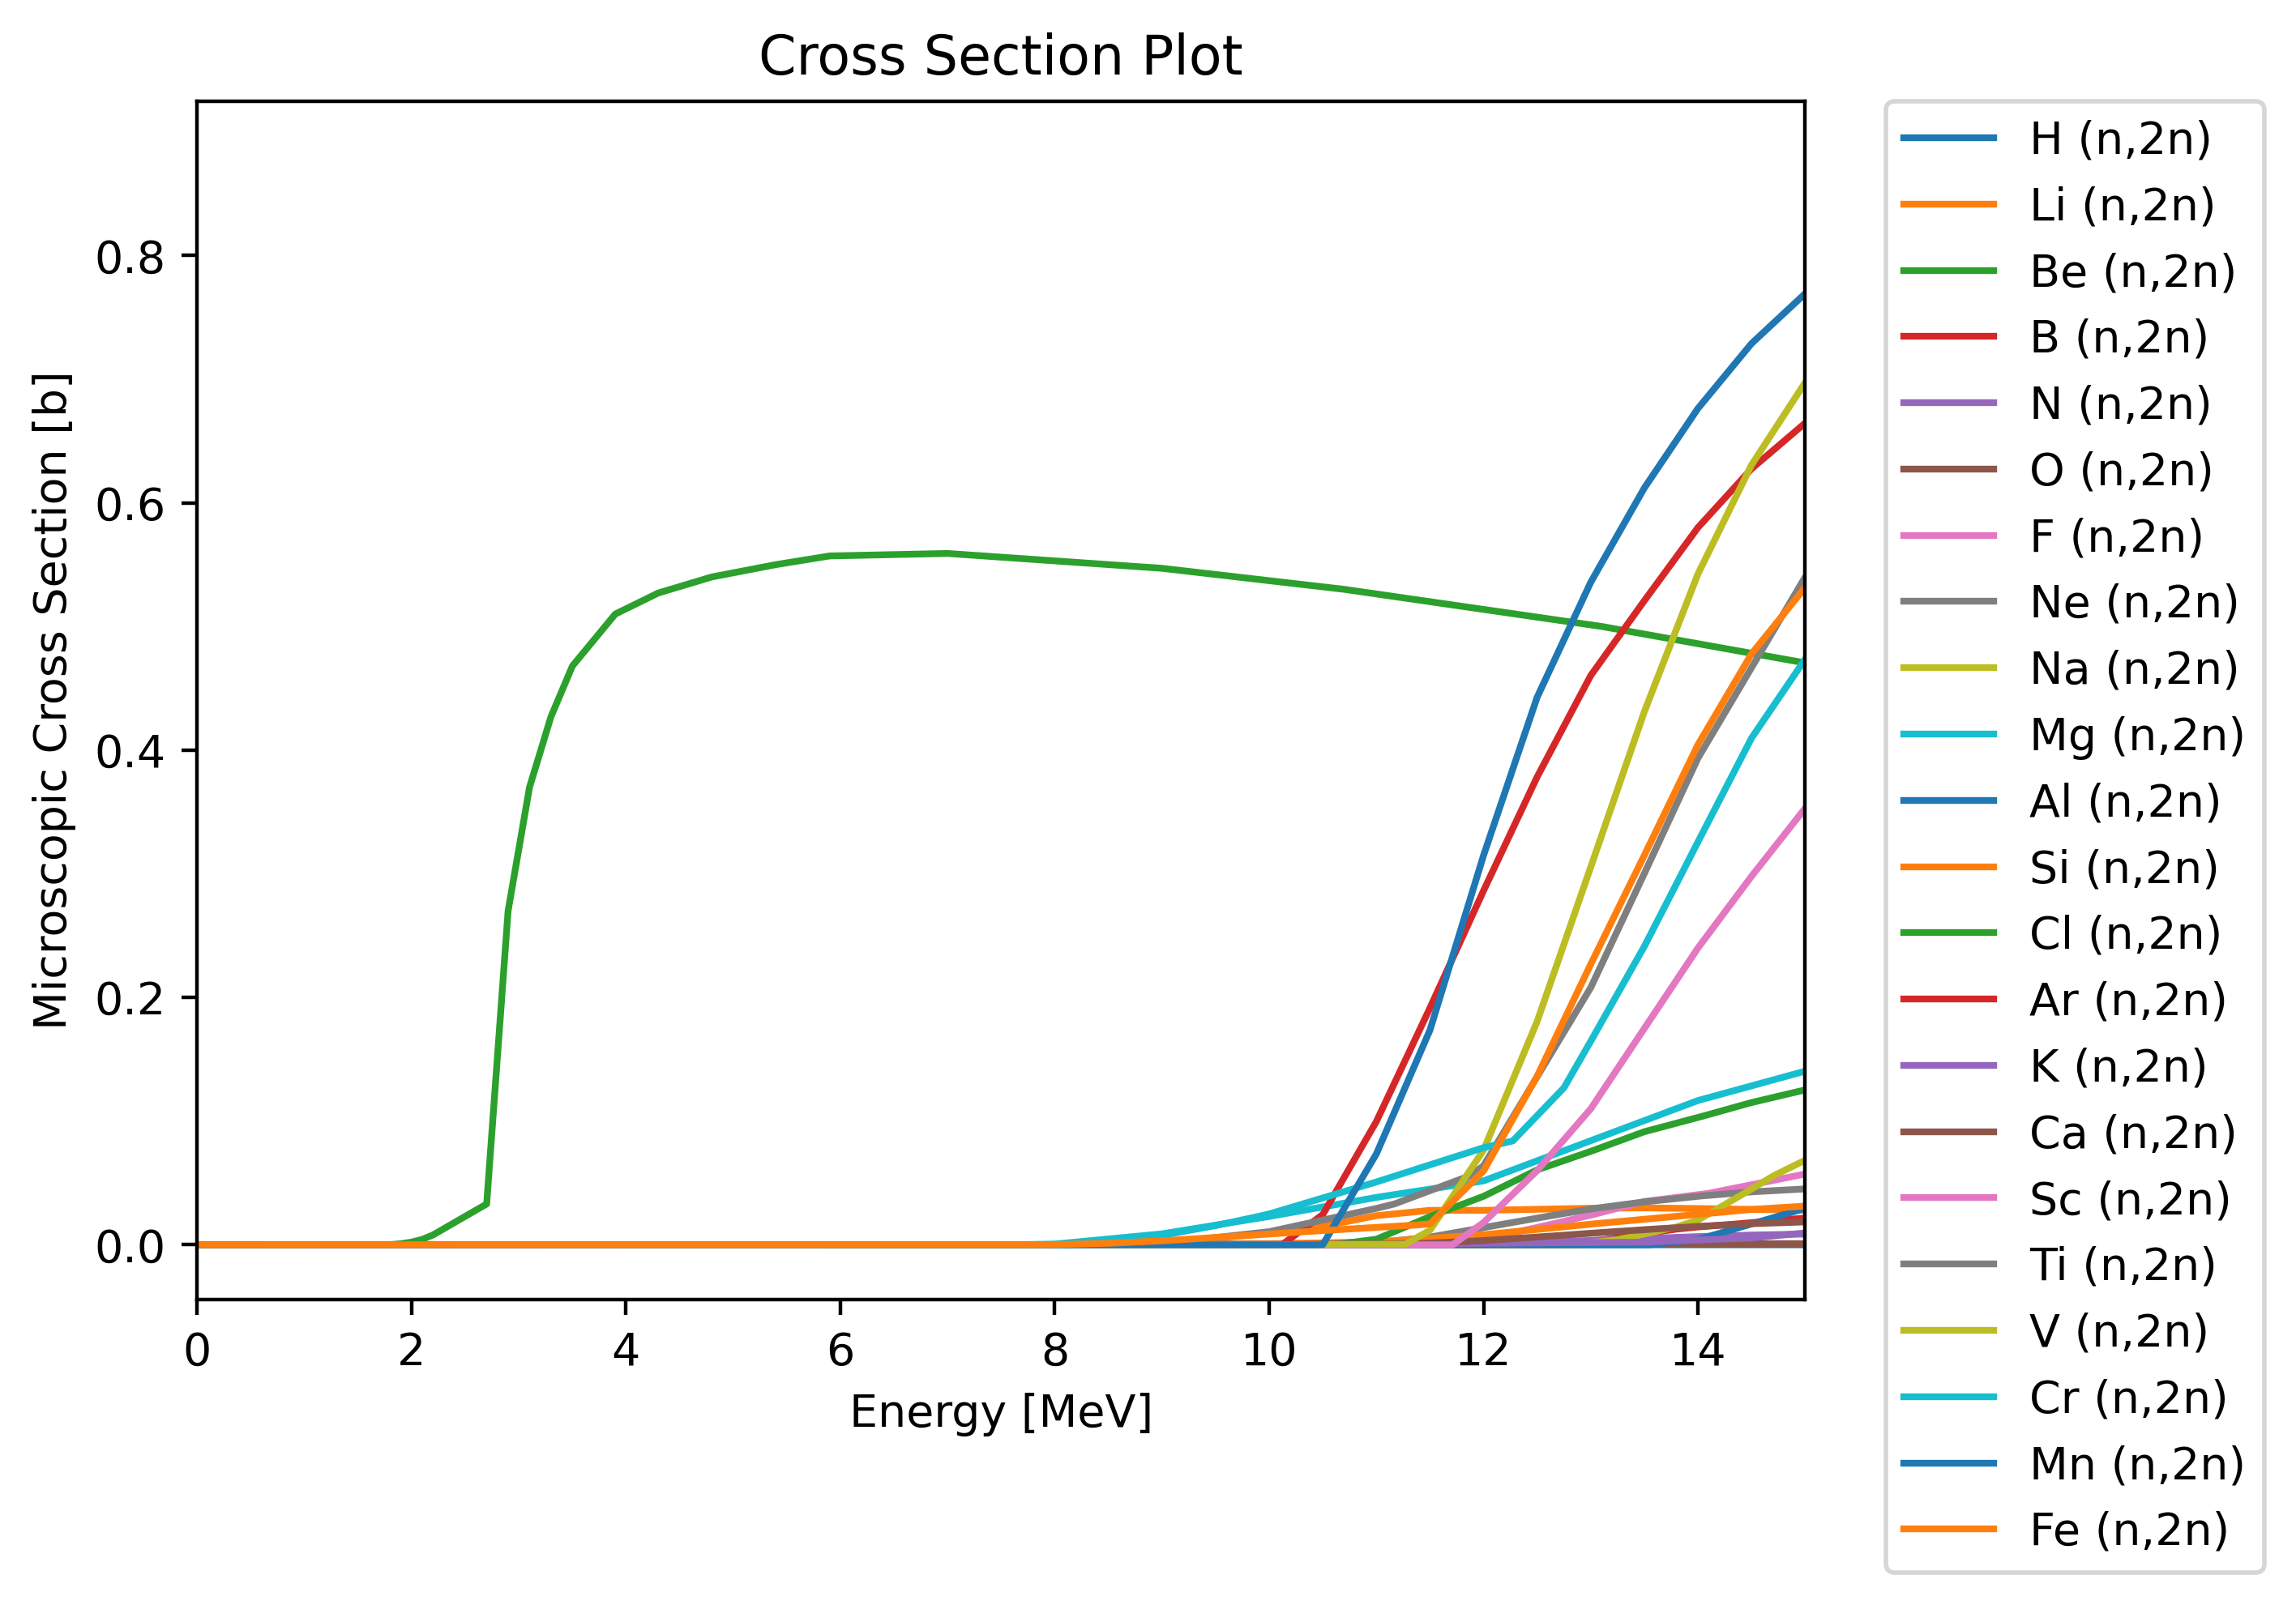 Cross Section Plot
Microscopic Cross Section [b]
0.8
0.6
0.4
0.2
0.0
0 2 4 6 8 10 12 14
Energy [MeV]
H (n,2n)
Li (n,2n)
Be (n,2n)
B (n,2n)
N (n,2n)
O (n,2n)
F (n,2n)
Ne (n,2n)
Na (n,2n)
Mg (n,2n)
Al (n,2n)
Si (n,2n)
Cl (n,2n)
Ar (n,2n)
K (n,2n)
Ca (n,2n)
Sc (n,2n)
Ti (n,2n)
V (n,2n)
Cr (n,2n)
Mn (n,2n)
Fe (n,2n)